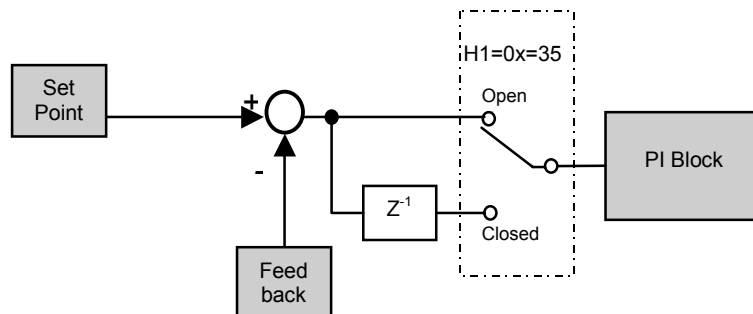 H1=0x=35
Set
Point
+
Open
PI Block
-
Z-1
Closed
Feed
back